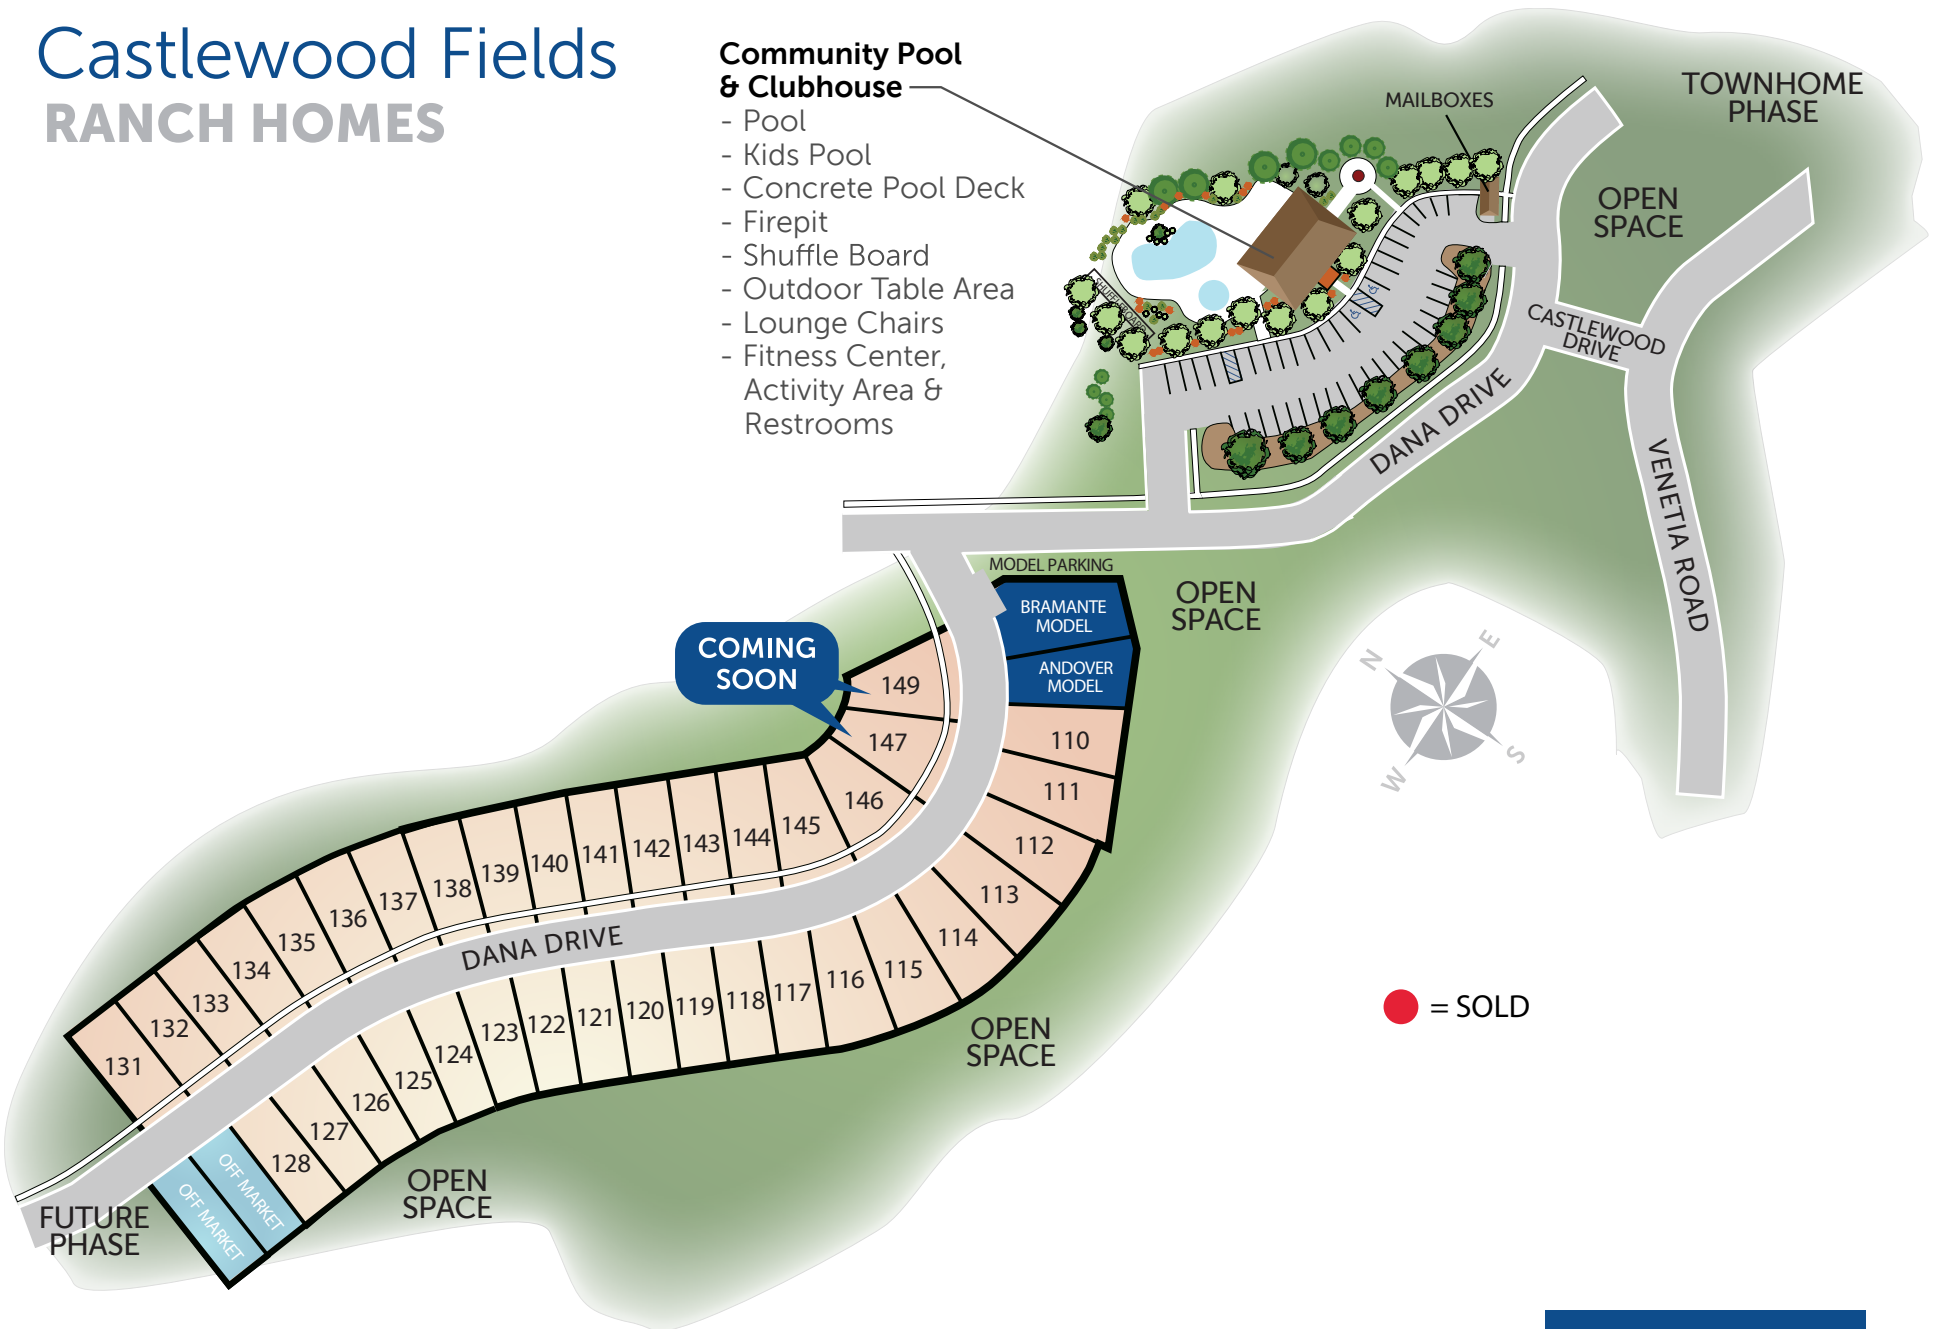 Castlewood Fields
RANCH HOMES
Community Pool
& Clubhouse
- Pool
- Kids Pool
- Concrete Pool Deck
- Firepit
- Shuffle Board
- Outdoor Table Area
- Lounge Chairs
- Fitness Center,
Activity Area &
Restrooms
MAILBOXES
TOWNHOME
PHASE
OPEN
SPACE
SHUFFLEBOARD
CASTLEWOOD
DRIVE
DANA DRIVE
VENETIA ROAD
MODEL PARKING
BRAMANTE
MODEL
ANDOVER
MODEL
OPEN
SPACE
COMING
SOON
N
E
S
W
149
147
146
145
144
143
142
141
140
139
138
137
136
135
134
133
132
131
110
111
112
113
114
115
116
117
118
119
120
121
122
123
124
125
126
127
128
OFF MARKET
OFF MARKET
DANA DRIVE
OPEN
SPACE
OPEN
SPACE
FUTURE
PHASE
= SOLD